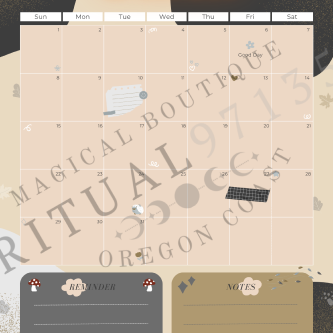 Sun Mon Tue Wed Thu Fri Sat
1 2 3 4 5 6 7
Good Day
8 9 10 11 12 13 14
15 16 17 18 19 20 21
22 23 24 25 26 27 28
29 30 31
MAGICAL BOUTIQUE
RITUAL 97135
OREGON COAST
REMINDER NOTES